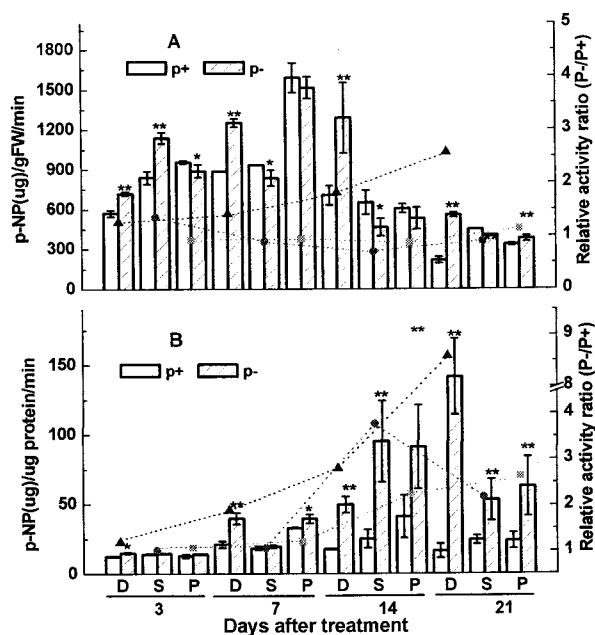 A
p+ p-
p-NP(ug)/gFW/min
1800
1500
1200
900
600
300
0
** ** * ** * ** * ** ** **
5
4
3
2
1
0
Relative activity ratio (P-/P+)
B
p+ p-
p-NP(ug)/ug protein/min
150
100
50
0
* ** * ** ** ** ** ** **
9
8
4
3
2
1
Relative activity ratio (P-/P+)
D S P D S P D S P D S P
3 7 14 21
Days after treatment